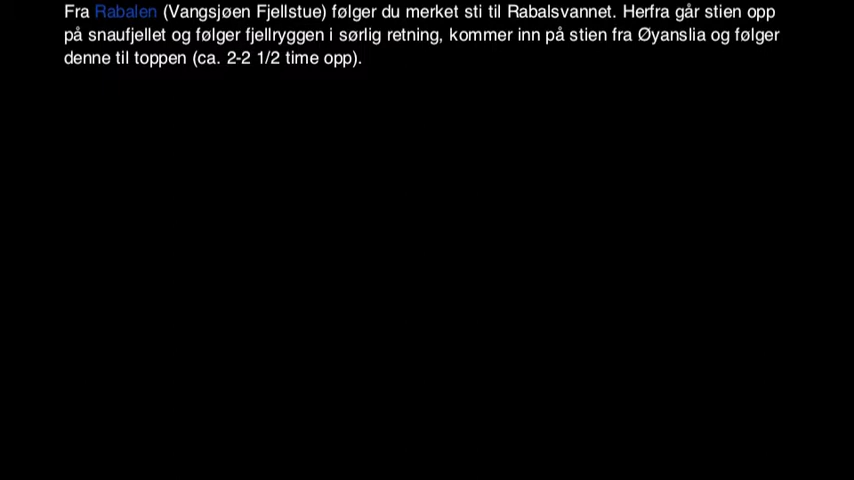 Fra Rabalen (Vangsjøen Fjellstue) følger du merket sti til Rabalsvannet. Herfra går stien opp
på snaufjellet og følger fjellryggen i sørlig retning, kommer inn på stien fra Øyanslia og følger
denne til toppen (ca. 2-2 1/2 time opp).